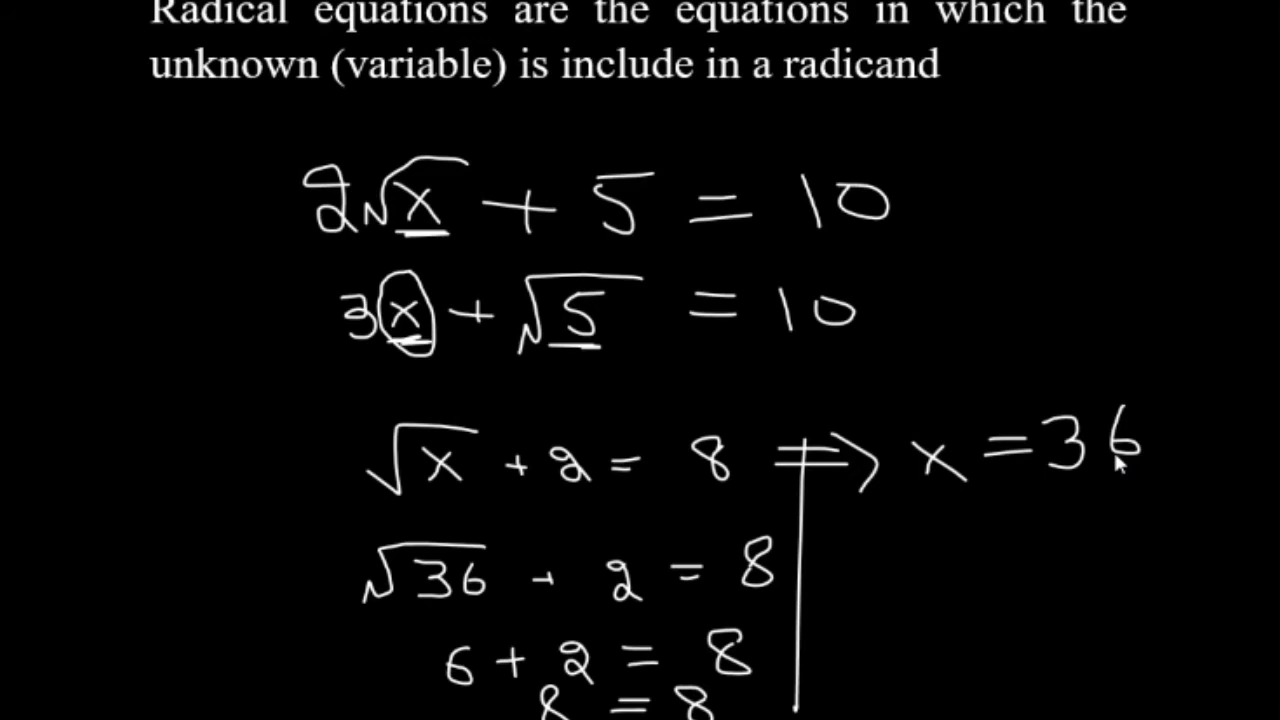 Radical equations are the equations in which the
unknown (variable) is include in a radicand
2√x + 5 = 10
3x + √5 = 10
√x + 2 = 8 ⇒ x = 36
√36 + 2 = 8
6 + 2 = 8
8 = 8